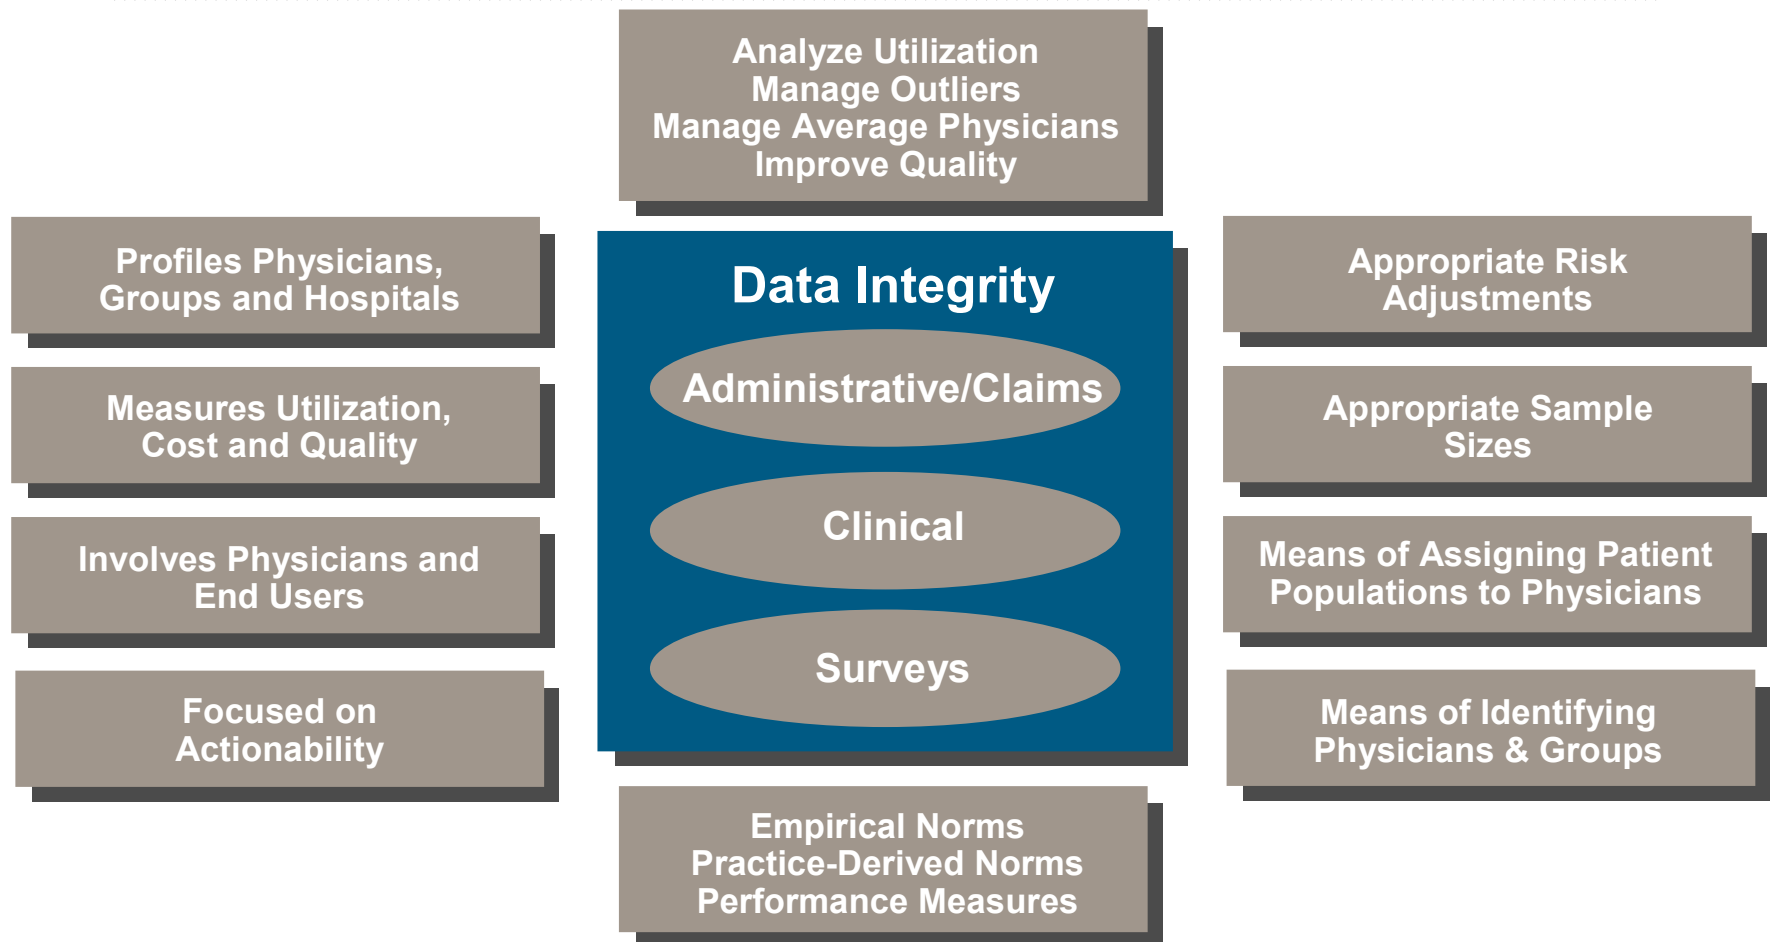 Analyze Utilization
Manage Outliers
Manage Average Physicians
Improve Quality
Profiles Physicians,
Groups and Hospitals
Measures Utilization,
Cost and Quality
Involves Physicians and
End Users
Focused on
Actionability
Data Integrity
Administrative/Claims
Clinical
Surveys
Appropriate Risk
Adjustments
Appropriate Sample
Sizes
Means of Assigning Patient
Populations to Physicians
Means of Identifying
Physicians & Groups
Empirical Norms
Practice-Derived Norms
Performance Measures